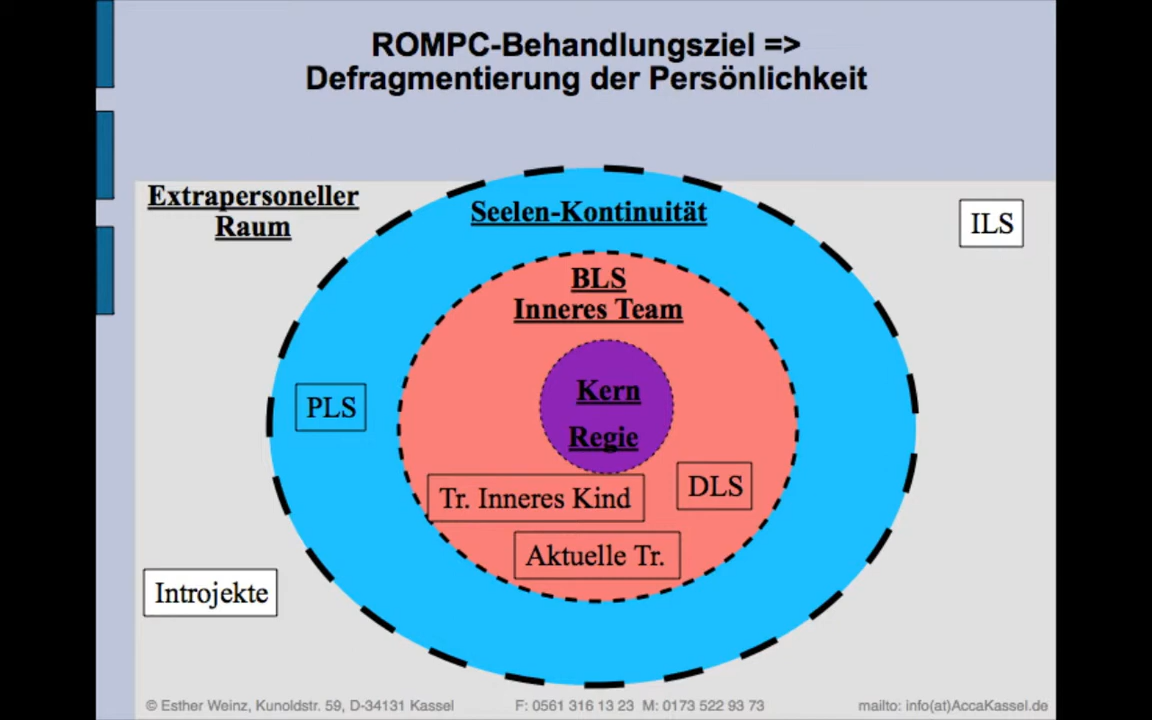 ROMPC-Behandlungsziel =>
Defragmentierung der Persönlichkeit
Extrapersoneller
Raum
Seelen-Kontinuität
ILS
BLS
Inneres Team
Kern
Regie
PLS
DLS
Tr. Inneres Kind
Aktuelle Tr.
Introjekte
© Esther Weinz, Kunoldstr. 59, D-34131 Kassel F: 0561 316 13 23 M: 0173 522 93 73 mailto: info(at)AccaKassel.de